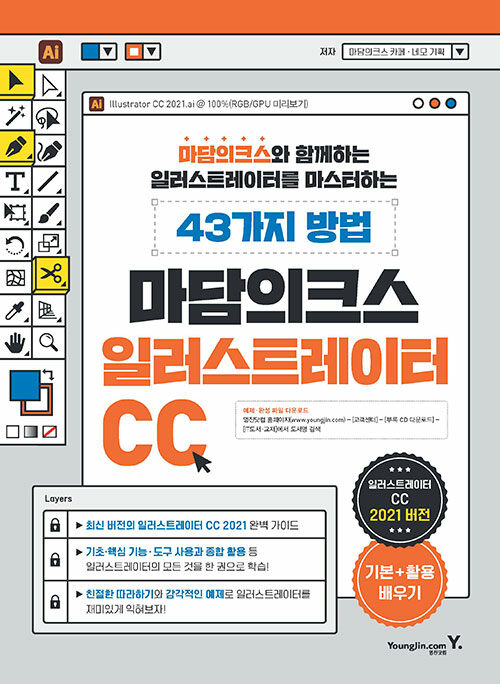 Ai
저자 마담의크스 카페 · 네모 기획
Ai Illustrator CC 2021.ai @ 100%(RGB/GPU 미리보기)
마담의크스와 함께하는
일러스트레이터를 마스터하는
43가지 방법
마담의크스
일러스트레이터
CC
예제·완성 파일 다운로드
영진닷컴 홈페이지(www.youngjin.com) – [고객센터] – [부록 CD 다운로드] –
[IT도서·교재]에서 도서명 검색
T
일러스트레이터
CC
2021 버전
기본+활용
배우기
Layers
▶ 최신 버전의 일러스트레이터 CC 2021 완벽 가이드
▶ 기초·핵심 기능·도구 사용과 종합 활용 등
일러스트레이터의 모든 것을 한 권으로 학습!
▶ 친절한 따라하기와 감각적인 예제로 일러스트레이터를
재미있게 익혀보자!
YoungJin.com Y.
영진닷컴